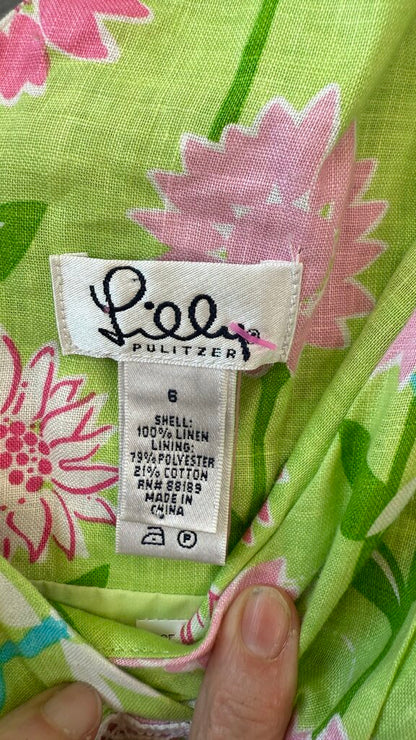 Lilly®
PULITZER
6
SHELL:
100% LINEN
LINING:
79% POLYESTER
21% COTTON
RN# 88189
MADE IN
CHINA
P